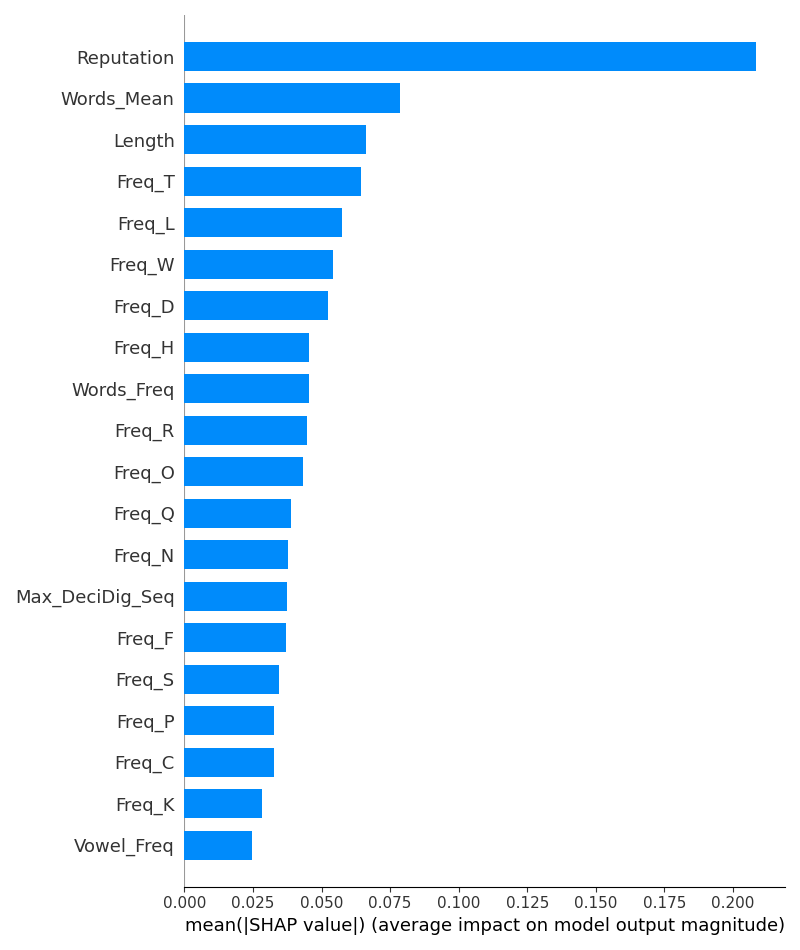 Reputation
Words_Mean
Length
Freq_T
Freq_L
Freq_W
Freq_D
Freq_H
Words_Freq
Freq_R
Freq_O
Freq_Q
Freq_N
Max_DeciDig_Seq
Freq_F
Freq_S
Freq_P
Freq_C
Freq_K
Vowel_Freq
0.000 0.025 0.050 0.075 0.100 0.125 0.150 0.175 0.200
mean(|SHAP value|) (average impact on model output magnitude)